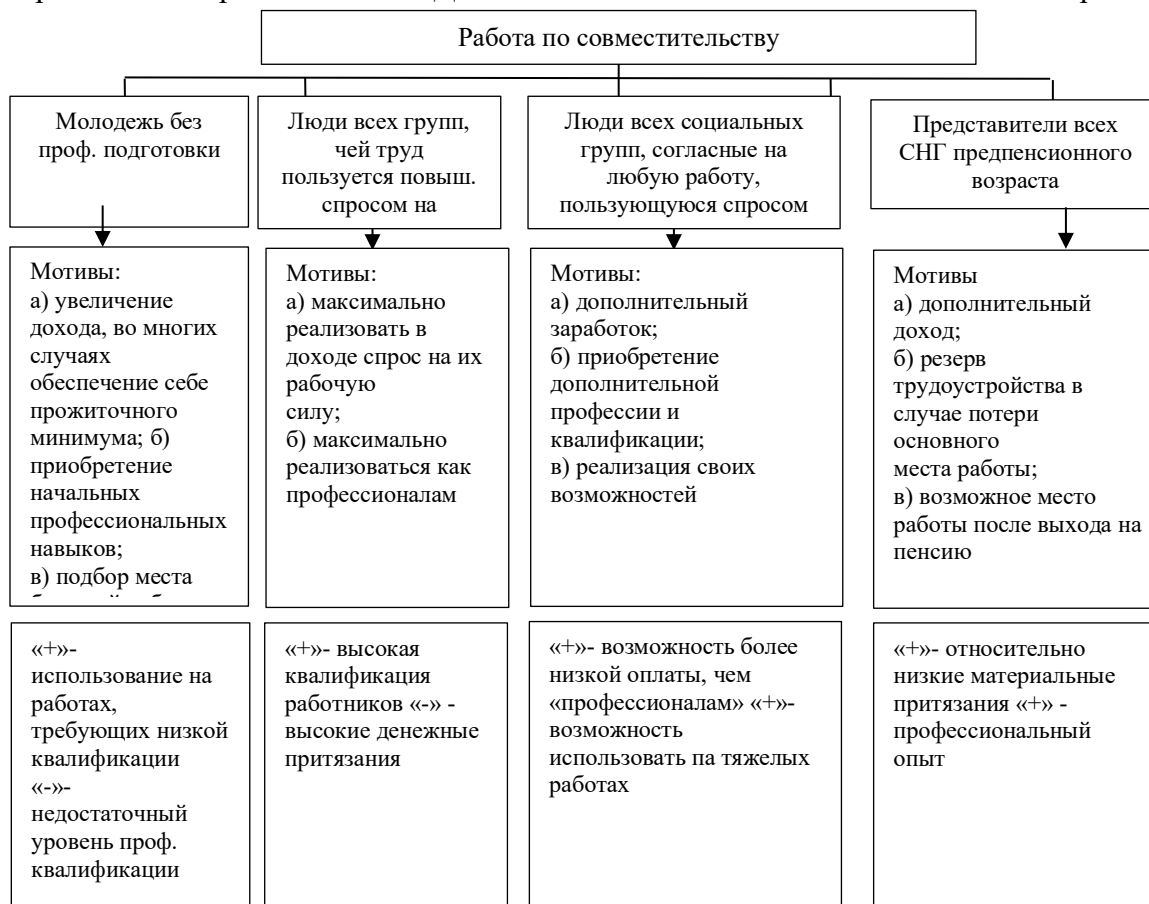 Работа по совместительству
Молодежь без
проф. подготовки
Люди всех групп,
чей труд
пользуется повыш.
спросом на
Люди всех социальных
групп, согласные на
любую работу,
пользующуюся спросом
Представители всех
СНГ предпенсионного
возраста
Мотивы:
а) увеличение
дохода, во многих
случаях
обеспечение себе
прожиточного
минимума; б)
приобретение
начальных
профессиональных
навыков;
в) подбор места
Мотивы:
а) максимально
реализовать в
доходе спрос на их
рабочую
силу;
б) максимально
реализоваться как
профессионалам
Мотивы:
а) дополнительный
заработок;
б) приобретение
дополнительной
профессии и
квалификации;
в) реализация своих
возможностей
Мотивы
а) дополнительный
доход;
б) резерв
трудоустройства в
случае потери
основного
места работы;
в) возможное место
работы после выхода на
пенсию
«+»-
использование на
работах,
требующих низкой
квалификации
«-»-
недостаточный
уровень проф.
квалификации
«+»- высокая
квалификация
работников «-» -
высокие денежные
притязания
«+»- возможность более
низкой оплаты, чем
«профессионалам» «+»-
возможность
использовать па тяжелых
работах
«+»- относительно
низкие материальные
притязания «+» -
профессиональный
опыт